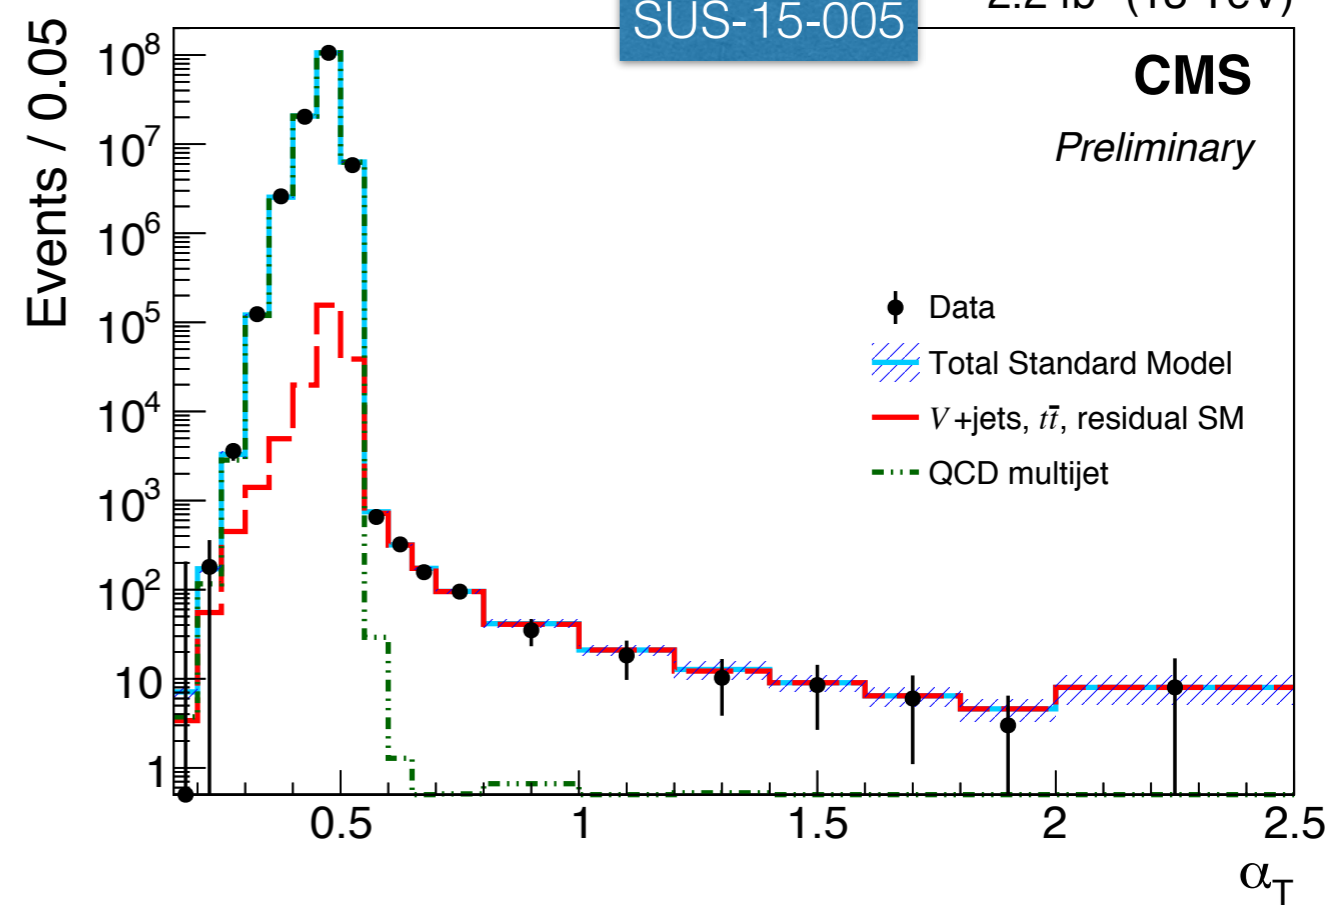 SUS-15-005
CMS
Preliminary
Events / 0.05
10⁸
10⁷
10⁶
10⁵
10⁴
10³
10²
10
1
Data
Total Standard Model
V+jets, tt̄, residual SM
QCD multijet
0.5
1
1.5
2
2.5
α_T